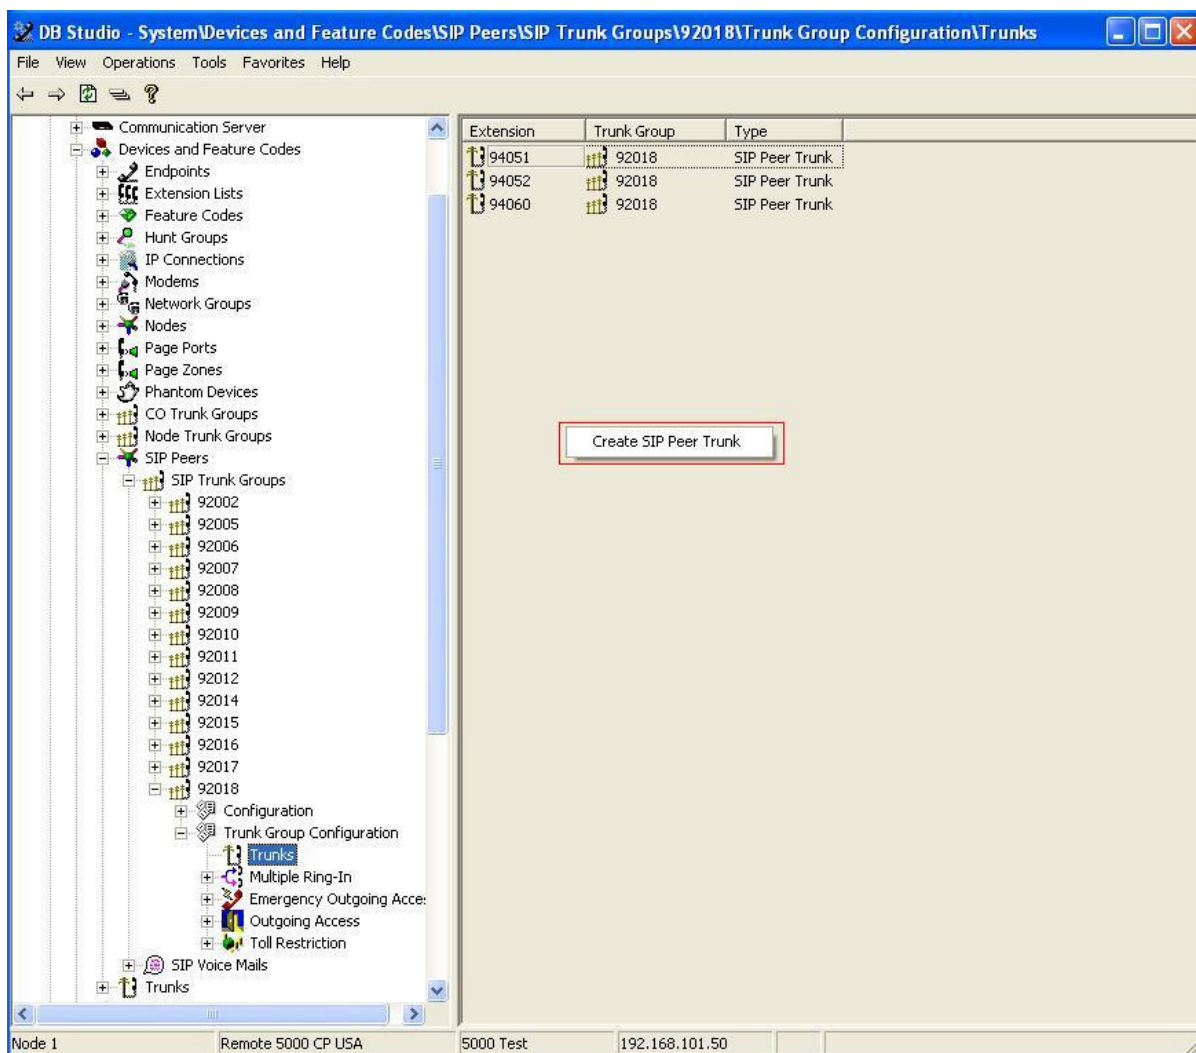 DB Studio - System\Devices and Feature Codes\SIP Peers\SIP Trunk Groups\92018\Trunk Group Configuration\Trunks
File View Operations Tools Favorites Help
Communication Server
Devices and Feature Codes
Endpoints
Extension Lists
Feature Codes
Hunt Groups
IP Connections
Modems
Network Groups
Nodes
Page Ports
Page Zones
Phantom Devices
CO Trunk Groups
Node Trunk Groups
SIP Peers
SIP Trunk Groups
92002
92005
92006
92007
92008
92009
92010
92011
92012
92014
92015
92016
92017
92018
Configuration
Trunk Group Configuration
Trunks
Multiple Ring-In
Emergency Outgoing Acce
Outgoing Access
Toll Restriction
SIP Voice Mails
Trunks
Extension Trunk Group Type
94051 92018 SIP Peer Trunk
94052 92018 SIP Peer Trunk
94060 92018 SIP Peer Trunk
Create SIP Peer Trunk
Node 1 Remote 5000 CP USA 5000 Test 192.168.101.50